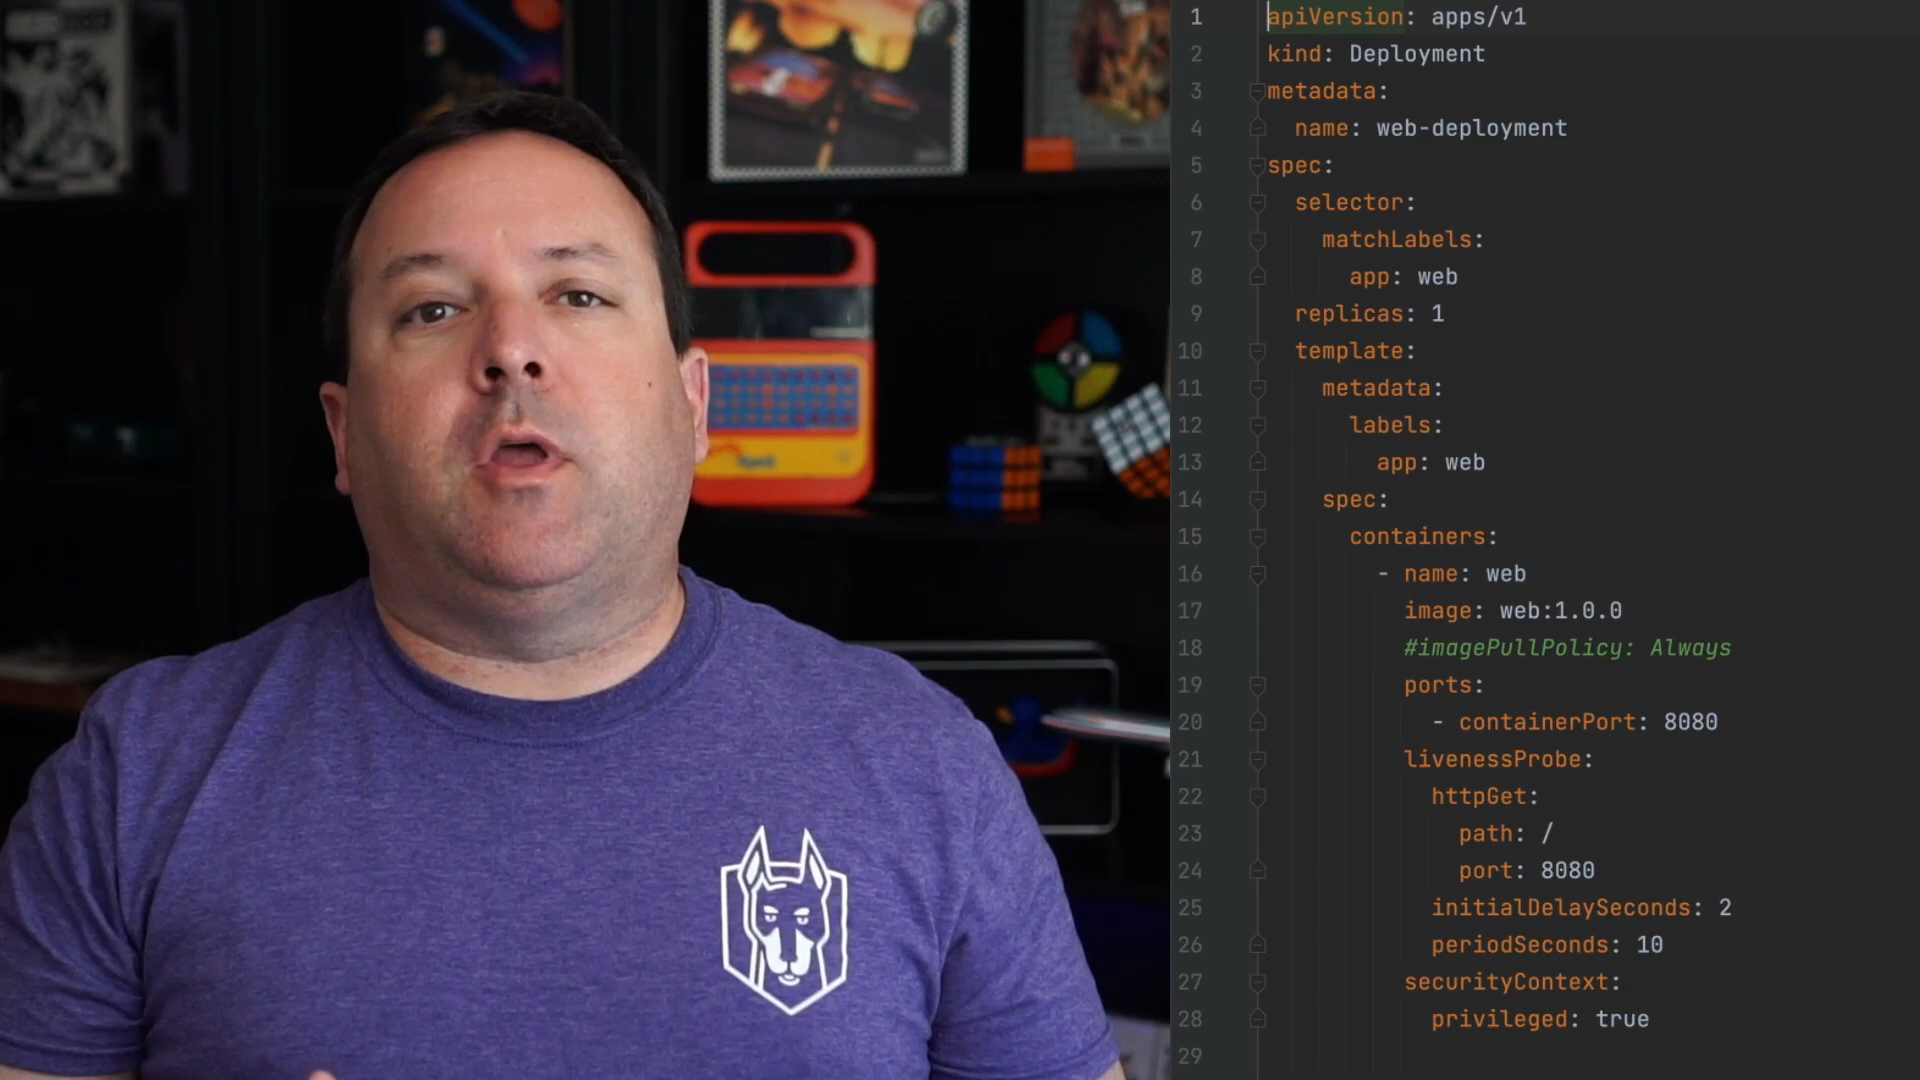 1 apiVersion: apps/v1
2 kind: Deployment
3 metadata:
4 name: web-deployment
5 spec:
6 selector:
7 matchLabels:
8 app: web
9 replicas: 1
10 template:
11 metadata:
12 labels:
13 app: web
14 spec:
15 containers:
16 - name: web
17 image: web:1.0.0
18 #imagePullPolicy: Always
19 ports:
20 - containerPort: 8080
21 livenessProbe:
22 httpGet:
23 path: /
24 port: 8080
25 initialDelaySeconds: 2
26 periodSeconds: 10
27 securityContext:
28 privileged: true
29